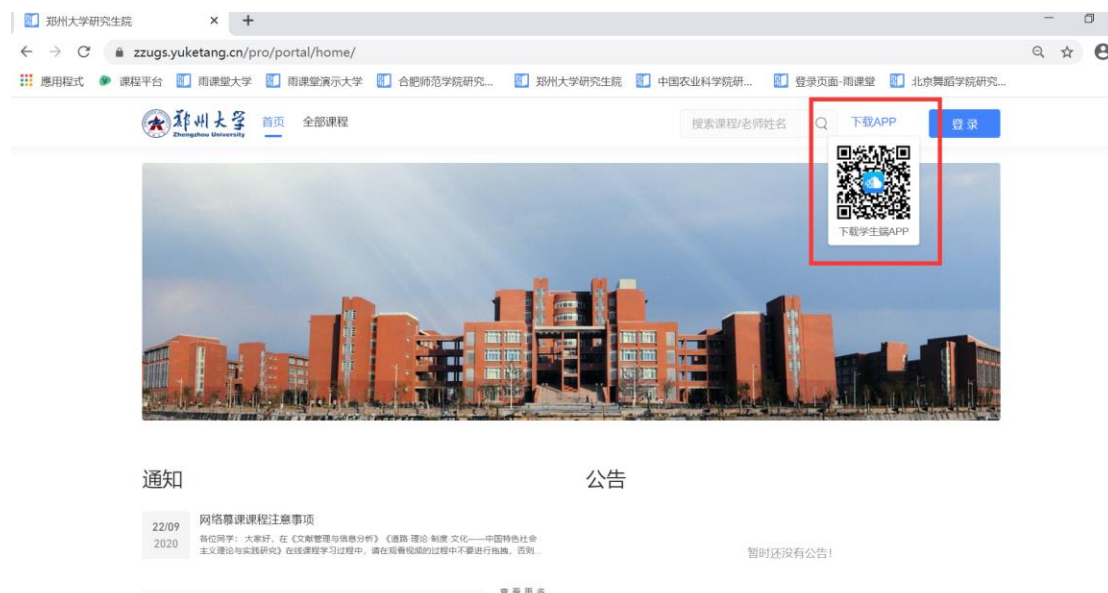 郑州大学研究生院
zzugs.yuketang.cn/pro/portal/home/
應用程式 课程平台 雨课堂大学 雨课堂演示大学 合肥师范学院研究... 郑州大学研究生院 中国农业科学院研... 登录页面-雨课堂 北京舞蹈学院研究...
郑州大学 首页 全部课程 搜索课程/老师姓名 下载APP 登 录
Zhengzhou University
下载学生端APP
通知 公告
22/09
2020
网络慕课课程注意事项
各位同学: 大家好, 在《文献管理与信息分析》《道路 理论 制度 文化——中国特色社会
主义理论与实践研究》在线课程学习过程中, 请在观看视频的过程中不要进行拖拽, 否则...
暂时还没有公告!
查看更多